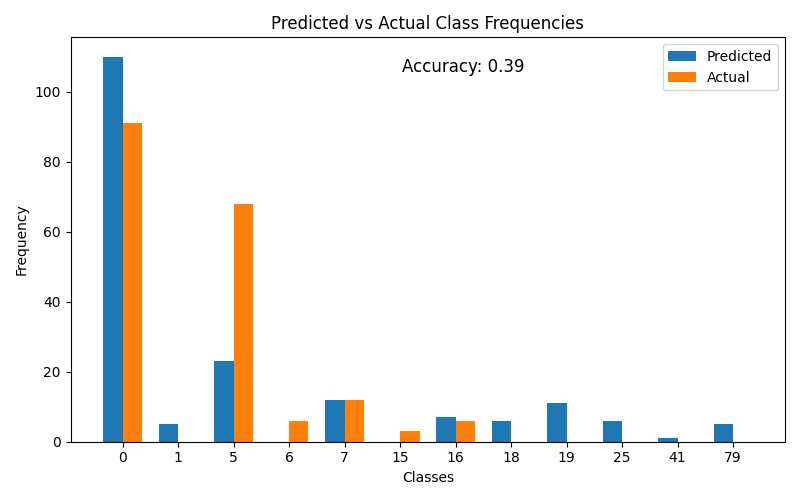 Predicted vs Actual Class Frequencies
Accuracy: 0.39
Predicted
Actual
Frequency
100
80
60
40
20
0
0 1 5 6 7 15 16 18 19 25 41 79
Classes